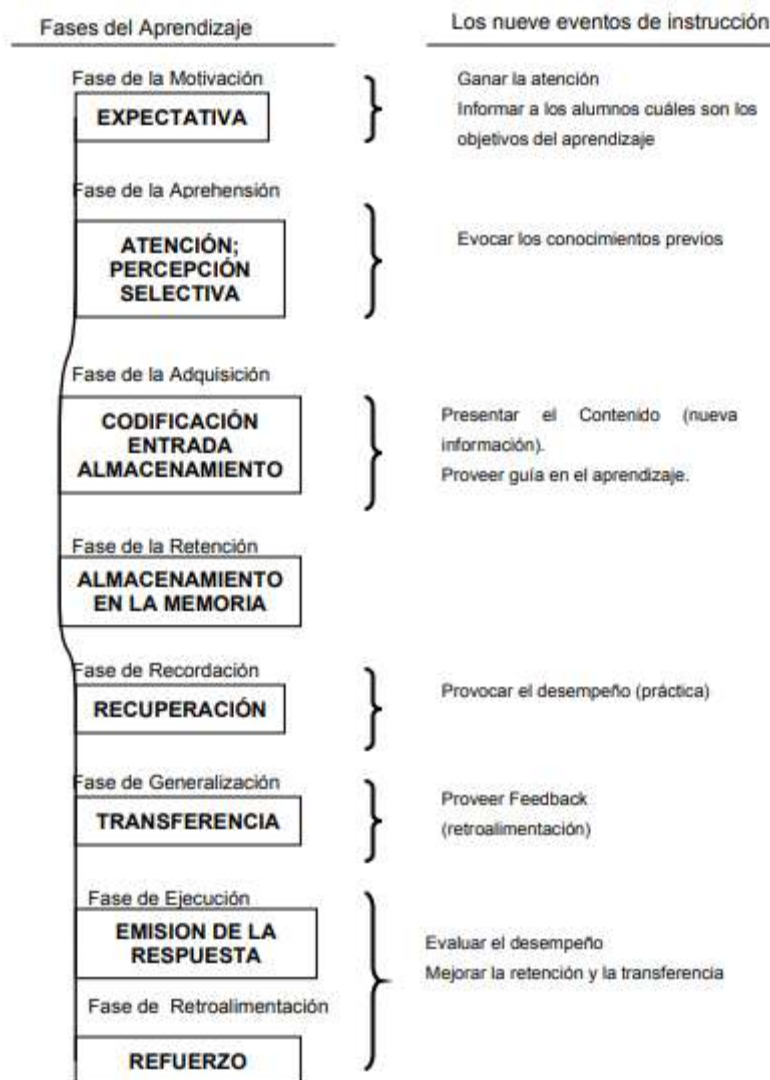 Fases del Aprendizaje
Los nueve eventos de instrucción
Fase de la Motivación
EXPECTATIVA
Ganar la atención
Informar a los alumnos cuáles son los
objetivos del aprendizaje
Fase de la Aprehensión
ATENCIÓN;
PERCEPCIÓN
SELECTIVA
Evocar los conocimientos previos
Fase de la Adquisición
CODIFICACIÓN
ENTRADA
ALMACENAMIENTO
Presentar el Contenido (nueva
información).
Proveer guía en el aprendizaje.
Fase de la Retención
ALMACENAMIENTO
EN LA MEMORIA
Fase de Recordación
RECUPERACIÓN
Provocar el desempeño (práctica)
Fase de Generalización
TRANSFERENCIA
Proveer Feedback
(retroalimentación)
Fase de Ejecución
EMISION DE LA
RESPUESTA
Fase de Retroalimentación
REFUERZO
Evaluar el desempeño
Mejorar la retención y la transferencia